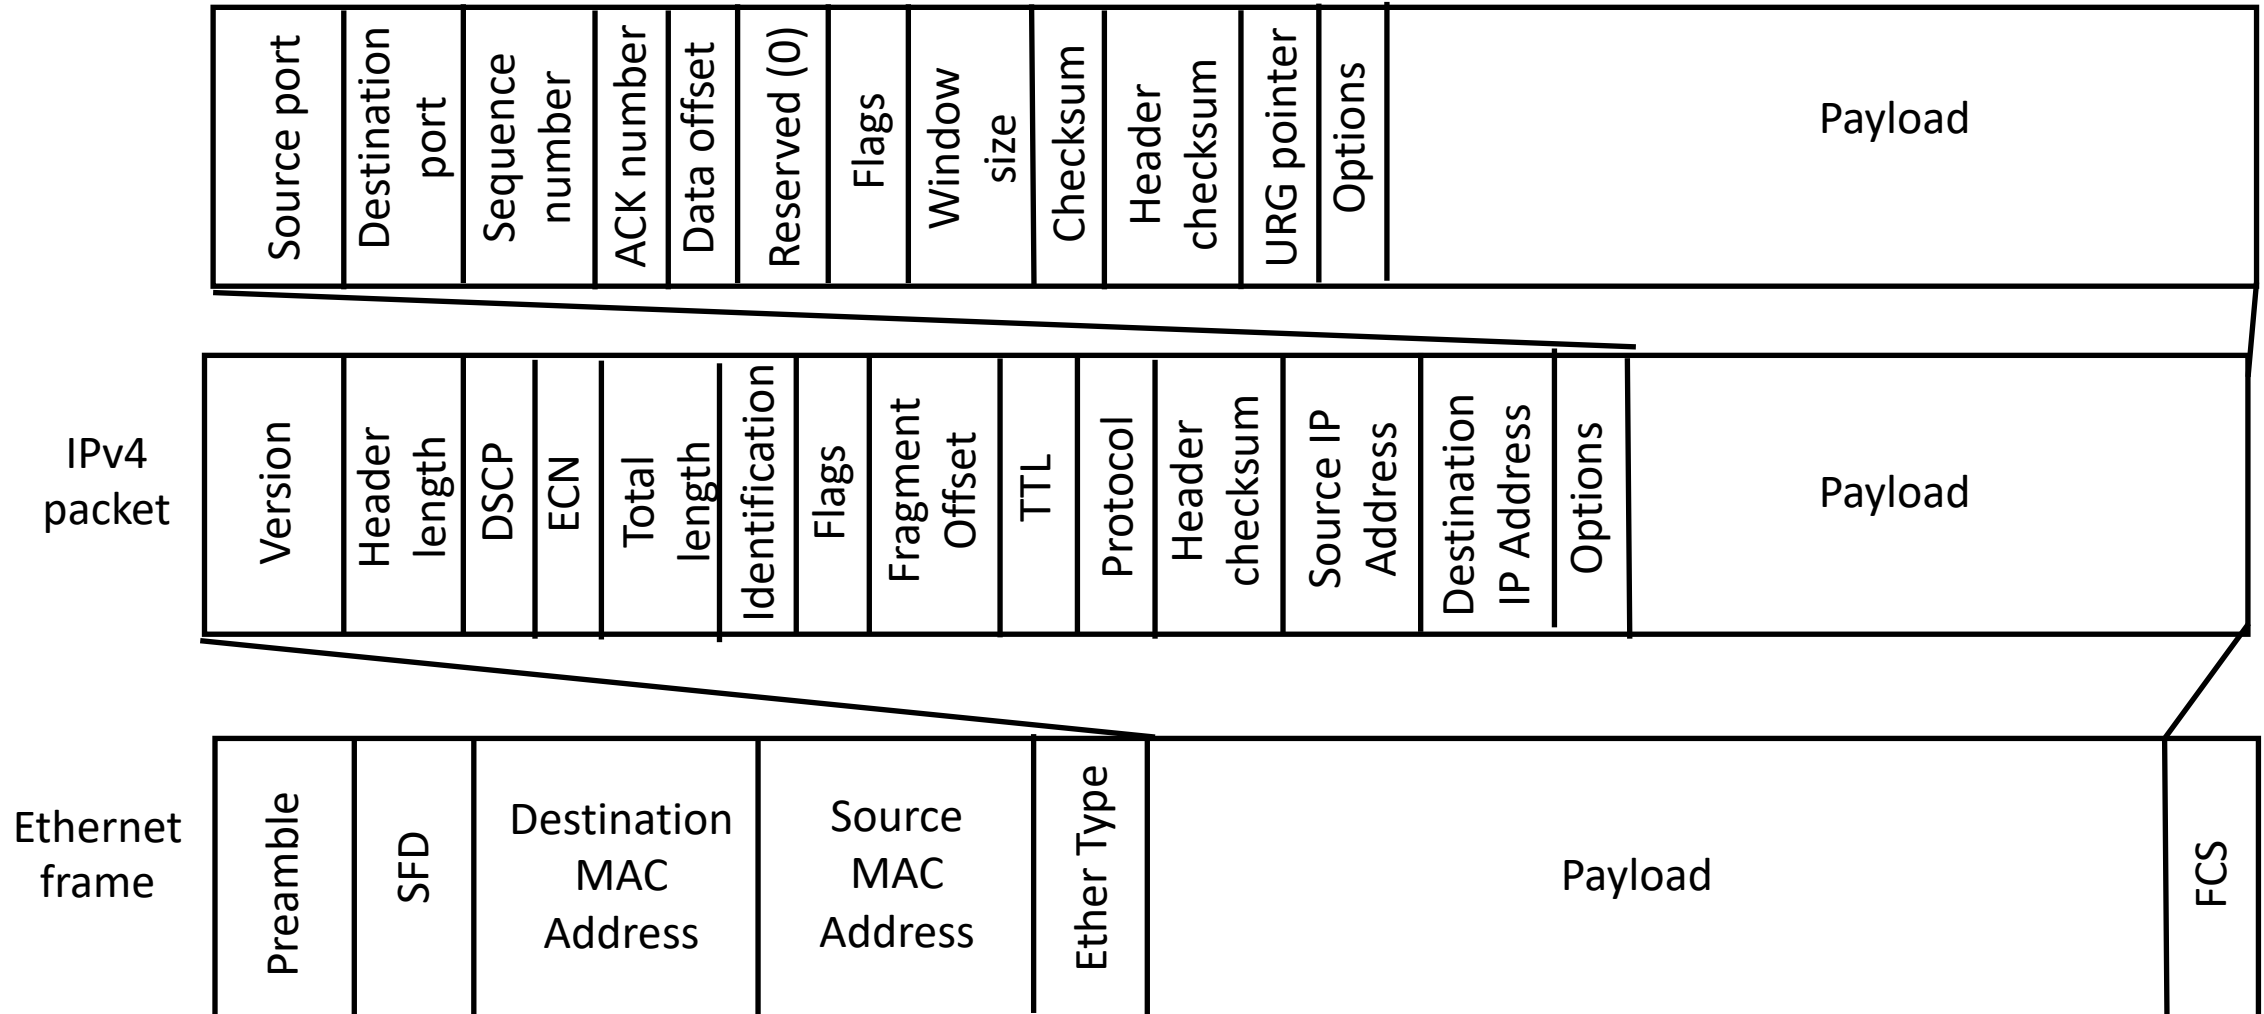 Source port
Destination
port
Sequence
number
ACK number
Data offset
Reserved (0)
Flags
Window
size
Checksum
Header
checksum
URG pointer
Options
Payload
IPv4
packet
Version
Header
length
DSCP
ECN
Total
length
Identification
Flags
Fragment
Offset
TTL
Protocol
Header
checksum
Source IP
Address
Destination
IP Address
Options
Payload
Ethernet
frame
Preamble
SFD
Destination
MAC
Address
Source
MAC
Address
Ether Type
Payload
FCS